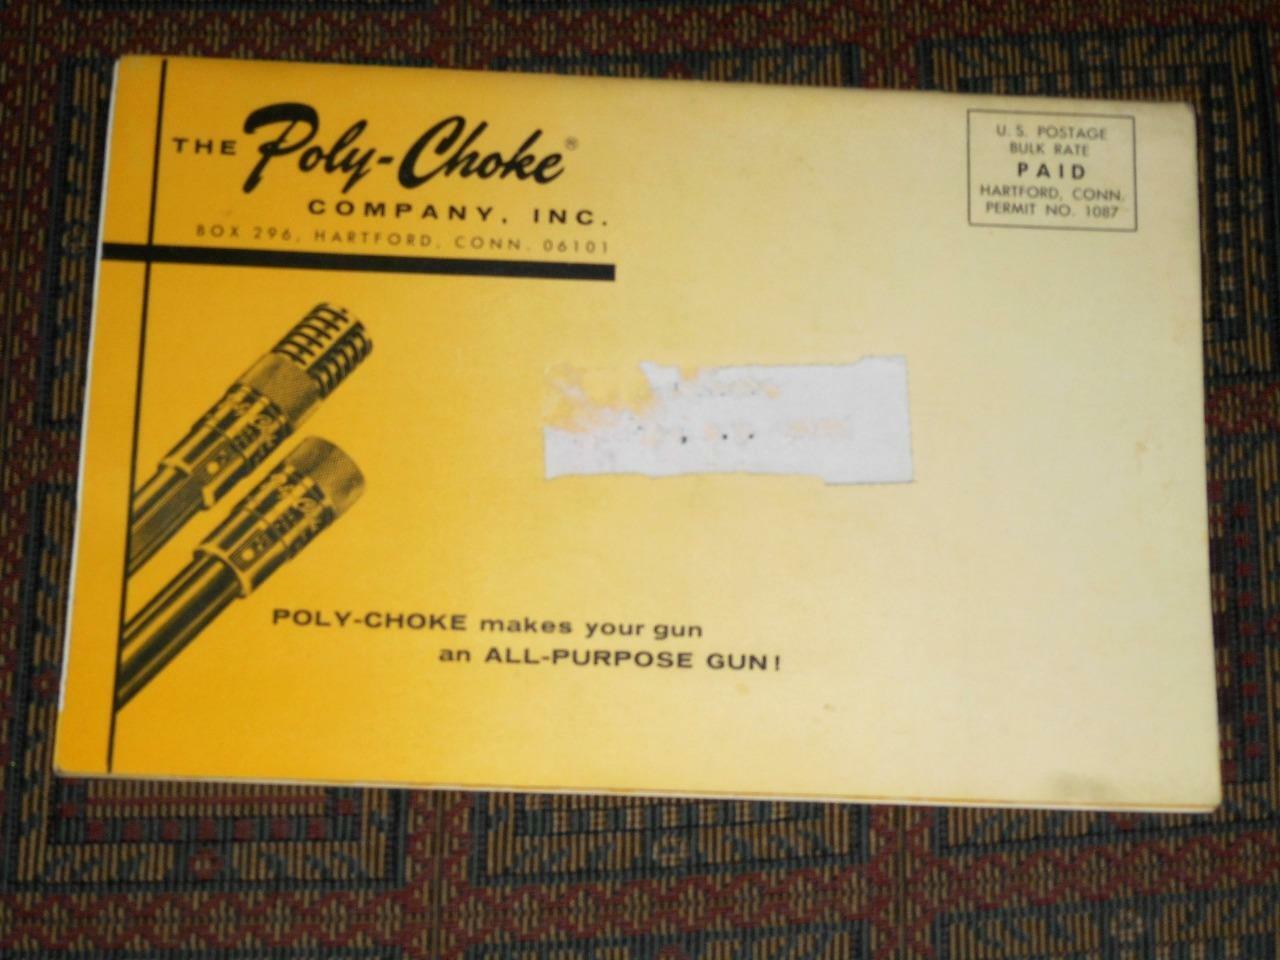 THE Poly-Choke®
COMPANY, INC.
BOX 296, HARTFORD, CONN. 06101
U. S. POSTAGE
BULK RATE
PAID
HARTFORD, CONN.
PERMIT NO. 1087
POLY-CHOKE makes your gun
an ALL-PURPOSE GUN!